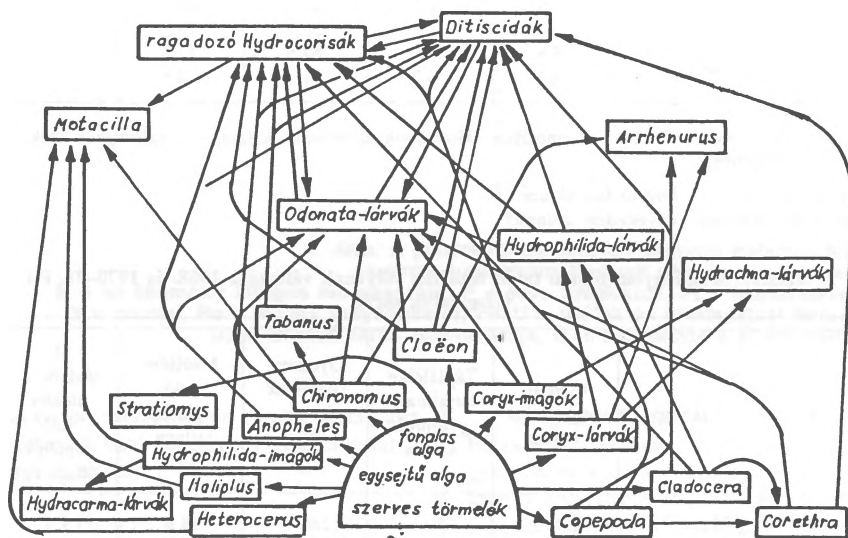 ragadozó Hydrocorisák
Ditiscidák
Motacilla
Arrhenurus
Odonata-lárvák
Hydrophilida-lárvák
Hydrachna-lárvák
Tabanus
Cloëon
Stratiomys
Chironomus
Coryx-imágók
Anopheles
Coryx-lárvák
Hydrophilida-imágók
fonalas
alga
egysejtű alga
szerves törmelék
Haliplus
Hydracarma-lárvák
Heterocerus
Cladocera
Copepoda
Corethra